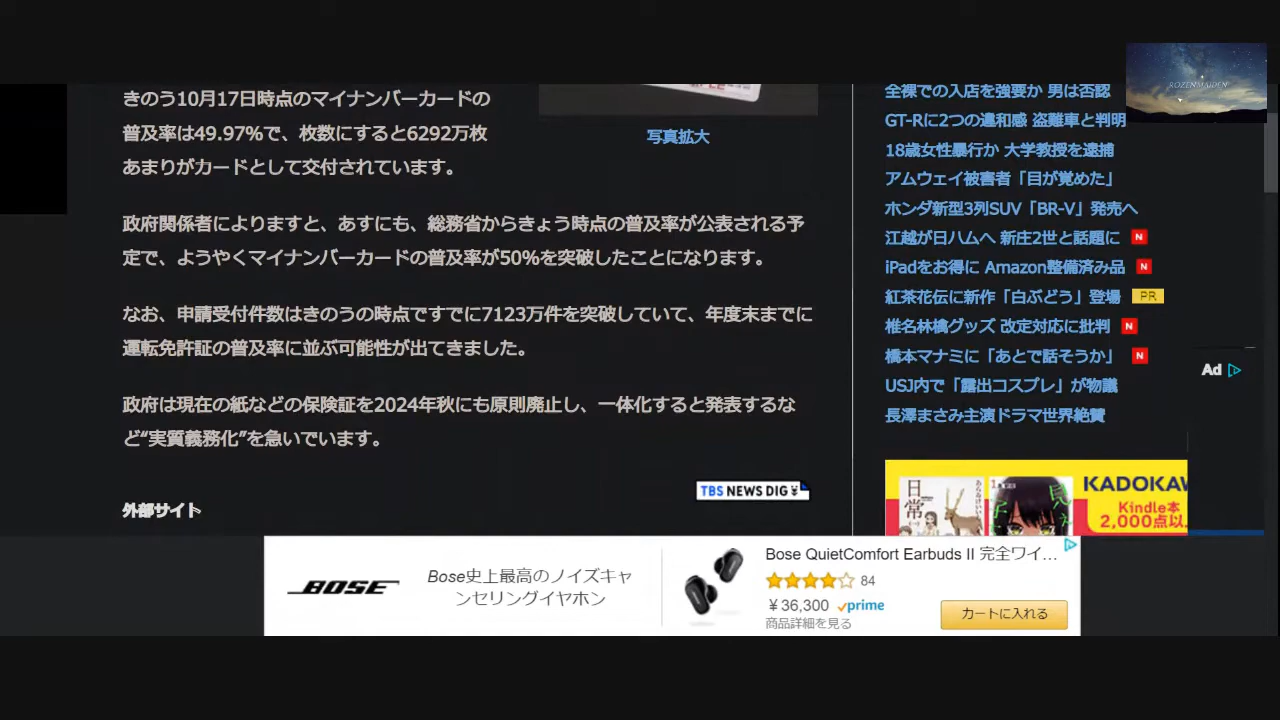 きのう10月17日時点のマイナンバーカードの
普及率は49.97%で、枚数にすると6292万枚
あまりがカードとして交付されています。
写真拡大
政府関係者によりますと、あすにも、総務省からきょう時点の普及率が公表される予
定で、ようやくマイナンバーカードの普及率が50%を突破したことになります。
なお、申請受付件数はきのうの時点ですでに7123万件を突破していて、年度末までに
運転免許証の普及率に並ぶ可能性が出てきました。
政府は現在の紙などの保険証を2024年秋にも原則廃止し、一体化すると発表するな
ど“実質義務化”を急いでいます。
TBS NEWS DIG
外部サイト
全裸での入店を強要か 男は否認
GT-Rに2つの違和感 盗難車と判明
18歳女性暴行か 大学教授を逮捕
アムウェイ被害者「目が覚めた」
ホンダ新型3列SUV「BR-V」発売へ
江越が日ハムへ 新庄2世と話題に N
iPadをお得に Amazon整備済み品 N
紅茶花伝に新作「白ぶどう」登場 PR
椎名林檎グッズ 改定対応に批判 N
橋本マナミに「あとで話そうか」 N
USJ内で「露出コスプレ」が物議
長澤まさみ主演ドラマ世界絶賛
ROZENMAIDEN
Ad
日常
KADOKAW
Kindle本
2,000点以
BOSE
Bose史上最高のノイズキャ
ンセリングイヤホン
Bose QuietComfort Earbuds II 完全ワイ…
84
￥36,300 prime
商品詳細を見る
カートに入れる